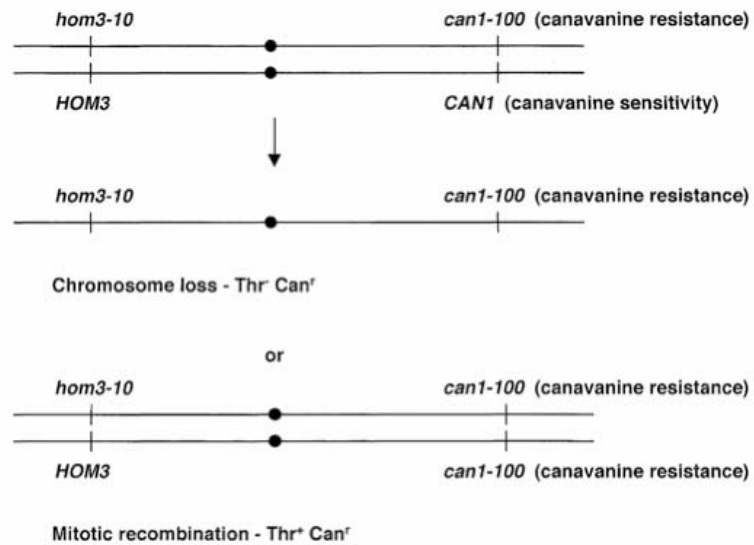 hom3-10 can1-100 (canavanine resistance)
HOM3 CAN1 (canavanine sensitivity)
hom3-10 can1-100 (canavanine resistance)
Chromosome loss - Thr⁻ Canʳ
or
hom3-10 can1-100 (canavanine resistance)
HOM3 can1-100 (canavanine resistance)
Mitotic recombination - Thr⁺ Canʳ